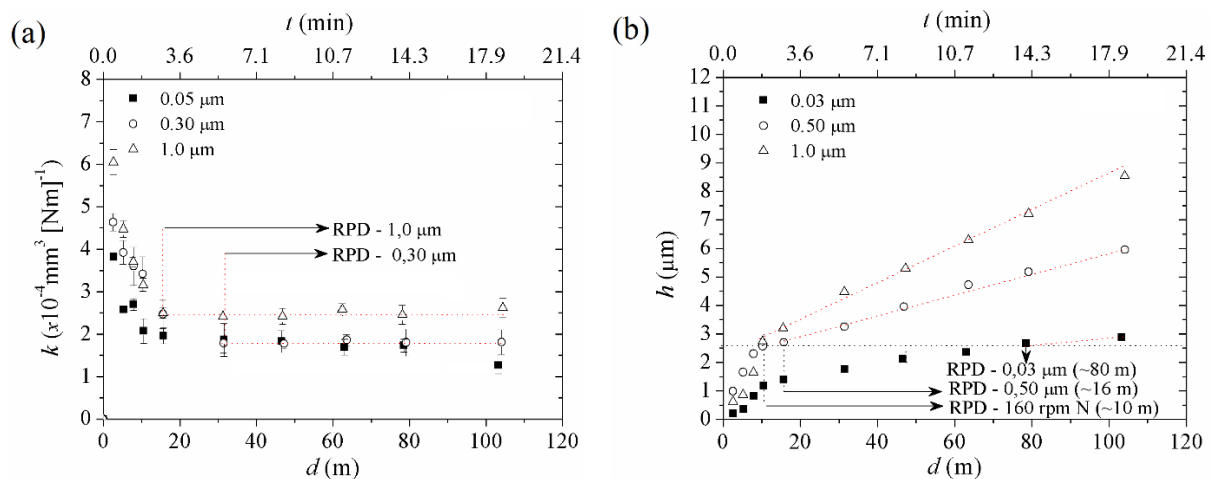 (a)
t (min)
0.0 3.6 7.1 10.7 14.3 17.9 21.4
8
7
6
5
4
3
2
1
0
k (x10⁻⁴mm³ [Nm]⁻¹
0.05 μm
0.30 μm
1.0 μm
RPD - 1,0 μm
RPD - 0,30 μm
0 20 40 60 80 100 120
d (m)
(b)
t (min)
0.0 3.6 7.1 10.7 14.3 17.9 21.4
12
11
10
9
8
7
6
5
4
3
2
1
0
h (μm)
0.03 μm
0.50 μm
1.0 μm
RPD - 0,03 μm (~80 m)
RPD - 0,50 μm (~16 m)
RPD - 160 rpm N (~10 m)
0 20 40 60 80 100 120
d (m)